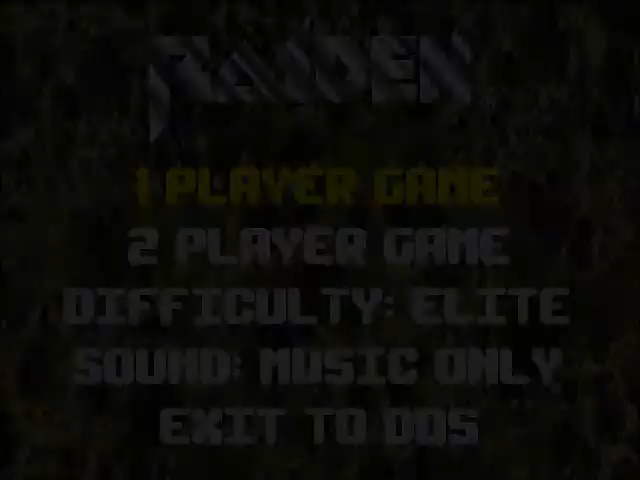 RAIDEN
1 PLAYER GAME
2 PLAYER GAME
DIFFICULTY: ELITE
SOUND: MUSIC ONLY
EXIT TO DOS